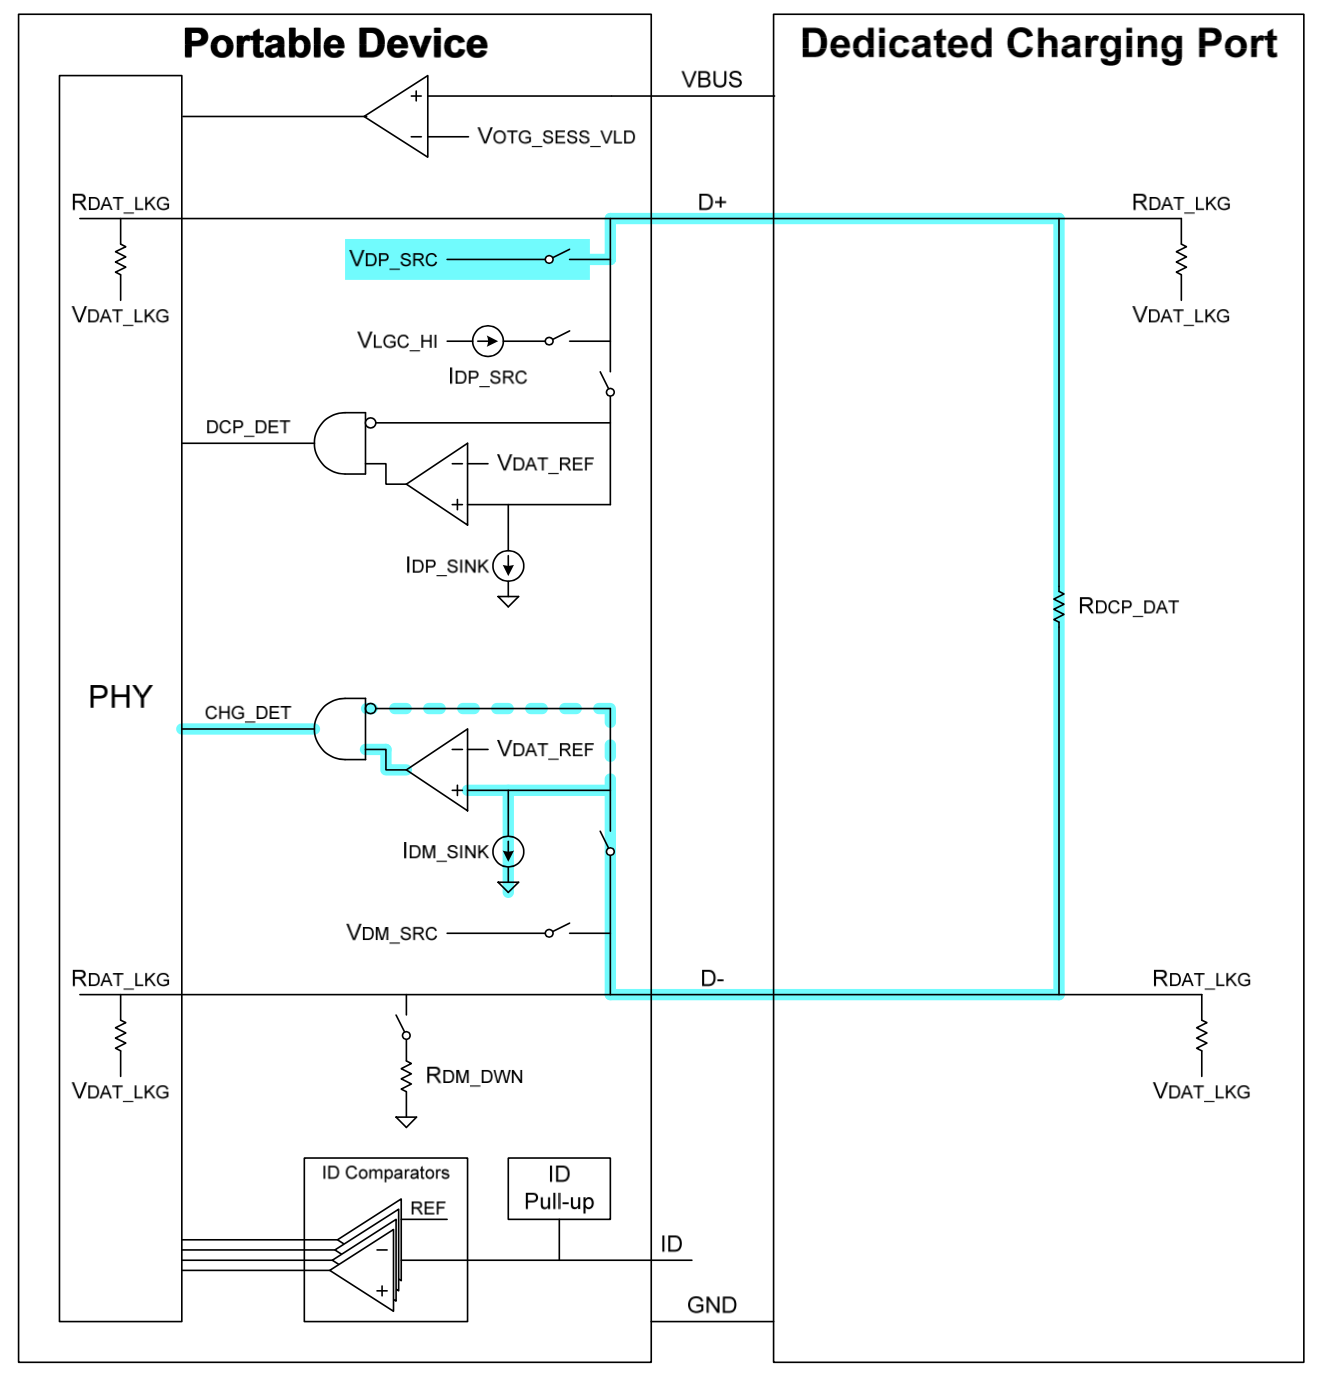 Portable Device
Dedicated Charging Port
VBUS
+
−
VOTG_SESS_VLD
RDAT_LKG
D+
RDAT_LKG
VDP_SRC
VDAT_LKG
VDAT_LKG
VLGC_HI
IDP_SRC
DCP_DET
−
VDAT_REF
+
IDP_SINK
RDCP_DAT
PHY
CHG_DET
−
VDAT_REF
+
IDM_SINK
VDM_SRC
RDAT_LKG
D-
RDAT_LKG
RDM_DWN
VDAT_LKG
VDAT_LKG
ID Comparators
ID
Pull-up
REF
−
ID
+
GND